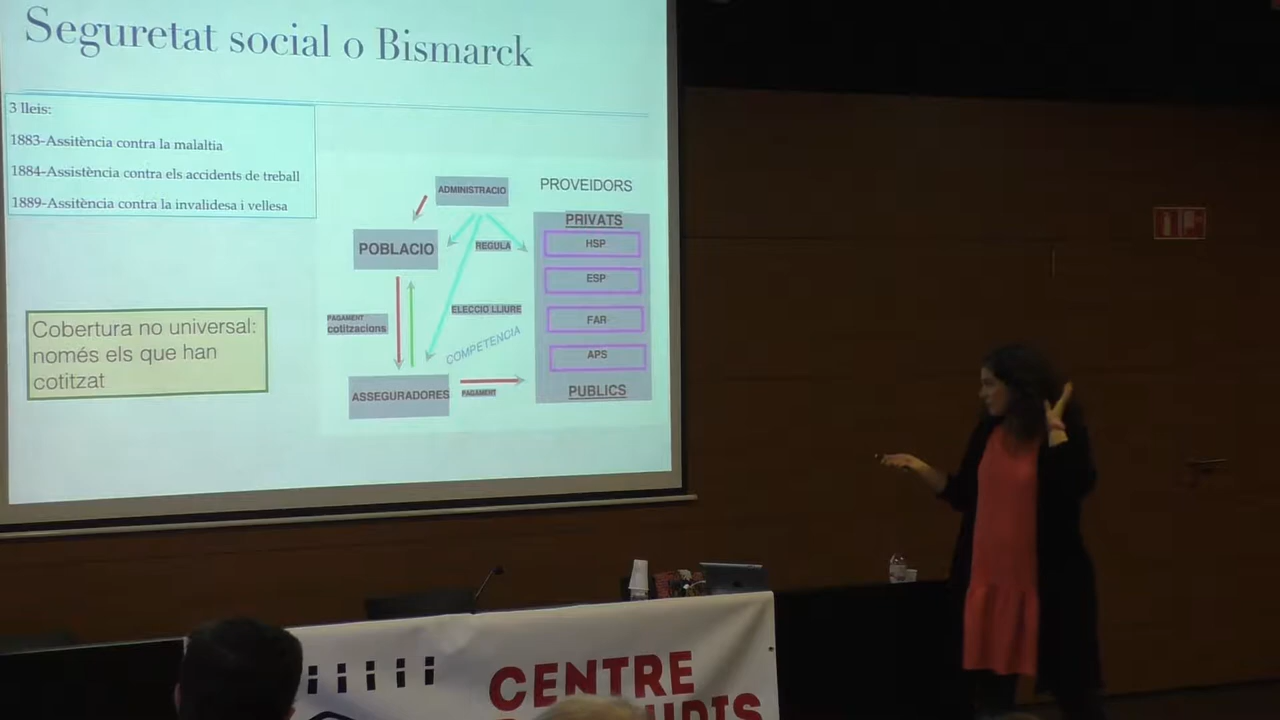 Seguretat social o Bismarck
3 lleis:
1883-Assitència contra la malaltia
1884-Assistència contra els accidents de treball
1889-Assitència contra la invalidesa i vellesa
Cobertura no universal:
només els que han
cotitzat
ADMINISTRACIO
POBLACIO
REGULA
PAGAMENT
cotitzacions
ELECCIO LLIURE
COMPETENCIA
ASSEGURADORES
PAGAMENT
PROVEIDORS
PRIVATS
HSP
ESP
FAR
APS
PUBLICS
CENTRE